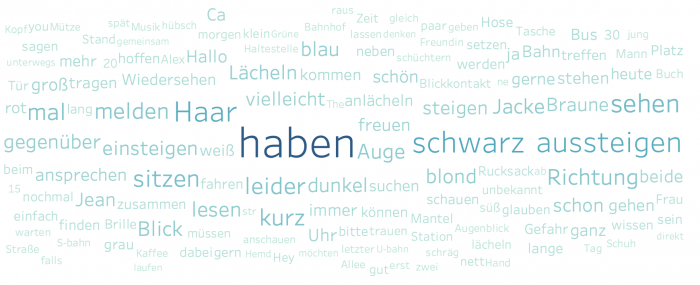 raus
Ca Zeit gleich
spät Musik hübsch paar geben Hose
Kopf you Mütze morgen klein Grüne Bahnhof lassen denken Tasche Bus 30 jung
sagen Stand gemeinsam Haltestelle blau neben Freundin setzen ja Bahn treffen Mann Platz
unterwegs mehr 20 hoffen Alex Hallo schüchtern werden
Tür groß tragen Wiedersehen Lächeln kommen schön Blickkontakt ne gerne stehen heute Buch
rot mal lang melden Haar vielleicht The anlächeln steigen Jacke Braune sehen
freuen
gegenüber einsteigen weiß haben Auge schwarz aussteigen
beim ansprechen sitzen fahren leider dunkel suchen blond Rucksack ab Richtung beide
15 nochmal Jean zusammen schauen süß glauben unbekannt schon gehen Frau
einfach lesen str kurz immer können Mantel Augenblick Gefahr ganz wissen sein
warten finden Brille Blick müssen Uhr bitte trauen Station direkt
Straße S-bahn grau Kaffee dabei gern anschauen Hemd Hey möchten letzter U-bahn schräg lächeln lange Tag Schuh
falls laufen Allee gut erst zwei nett Hand